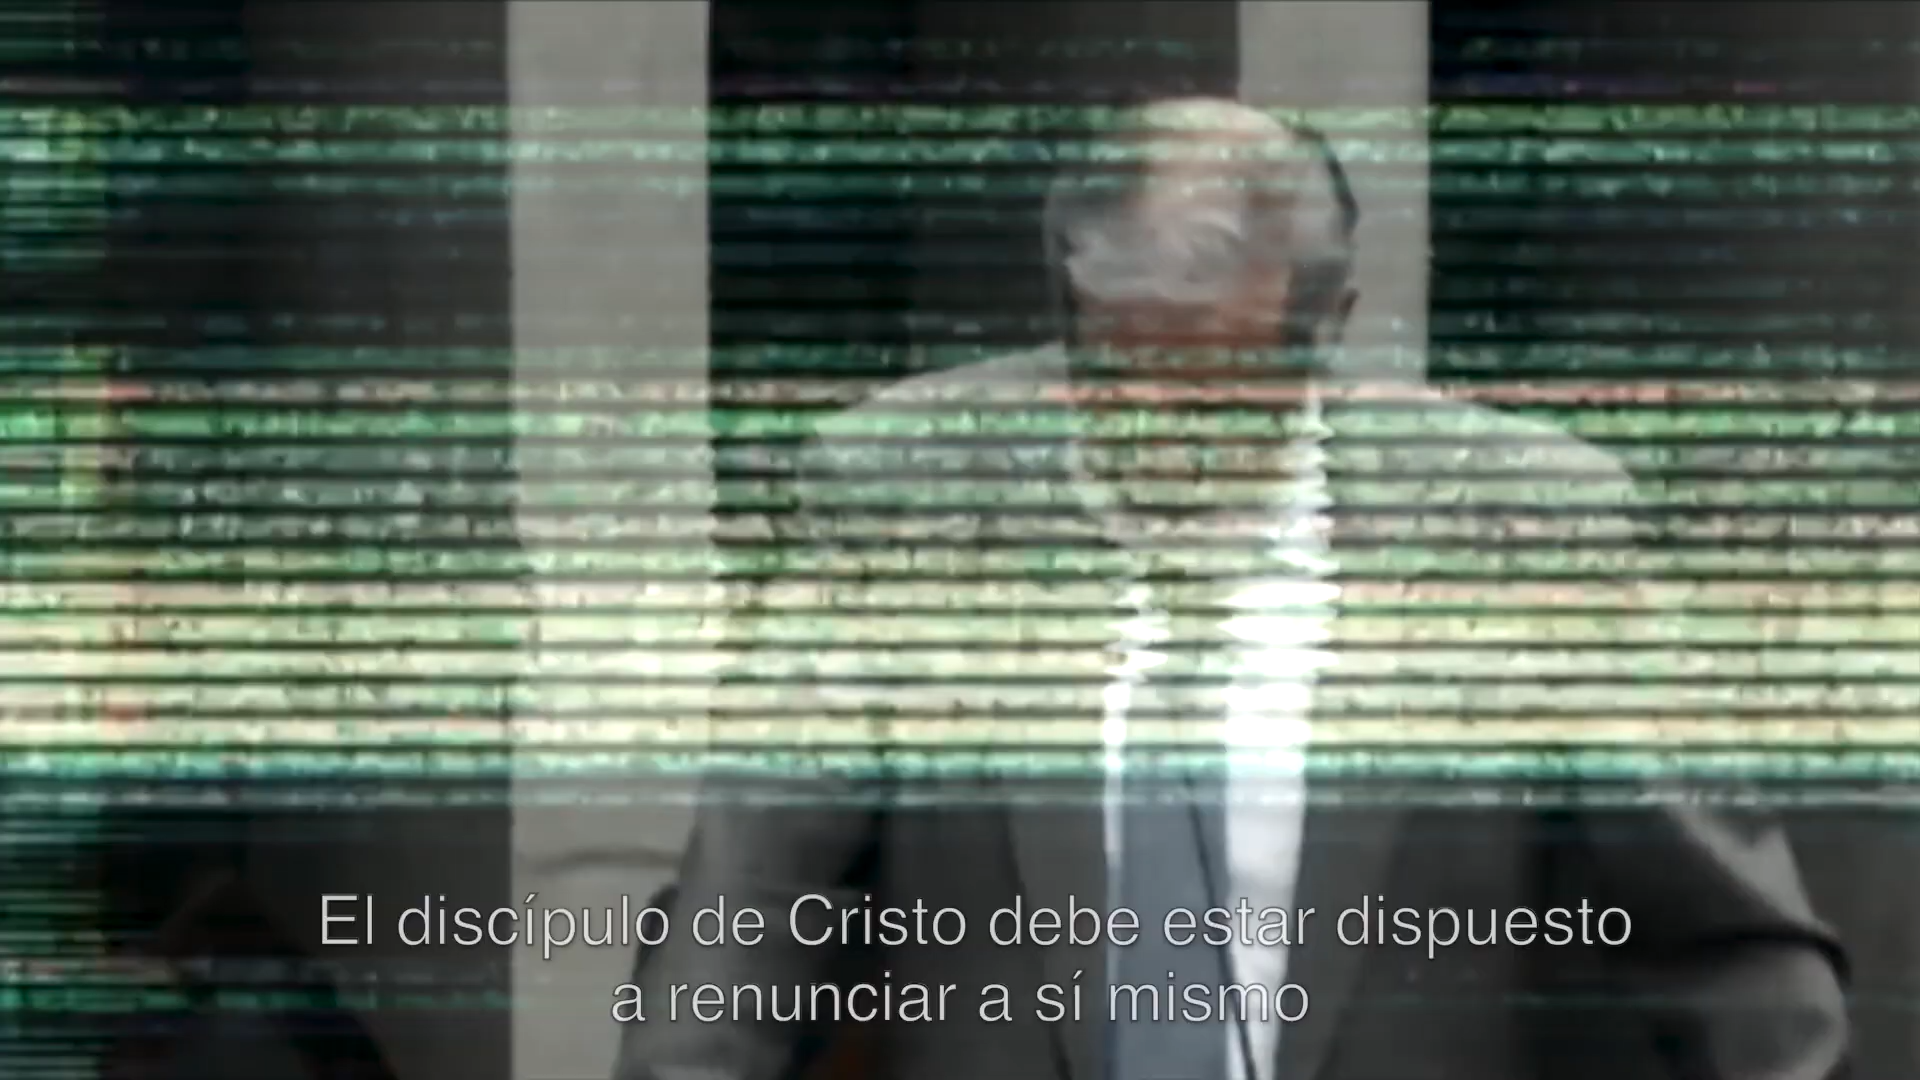 El discípulo de Cristo debe estar dispuesto
a renunciar a sí mismo